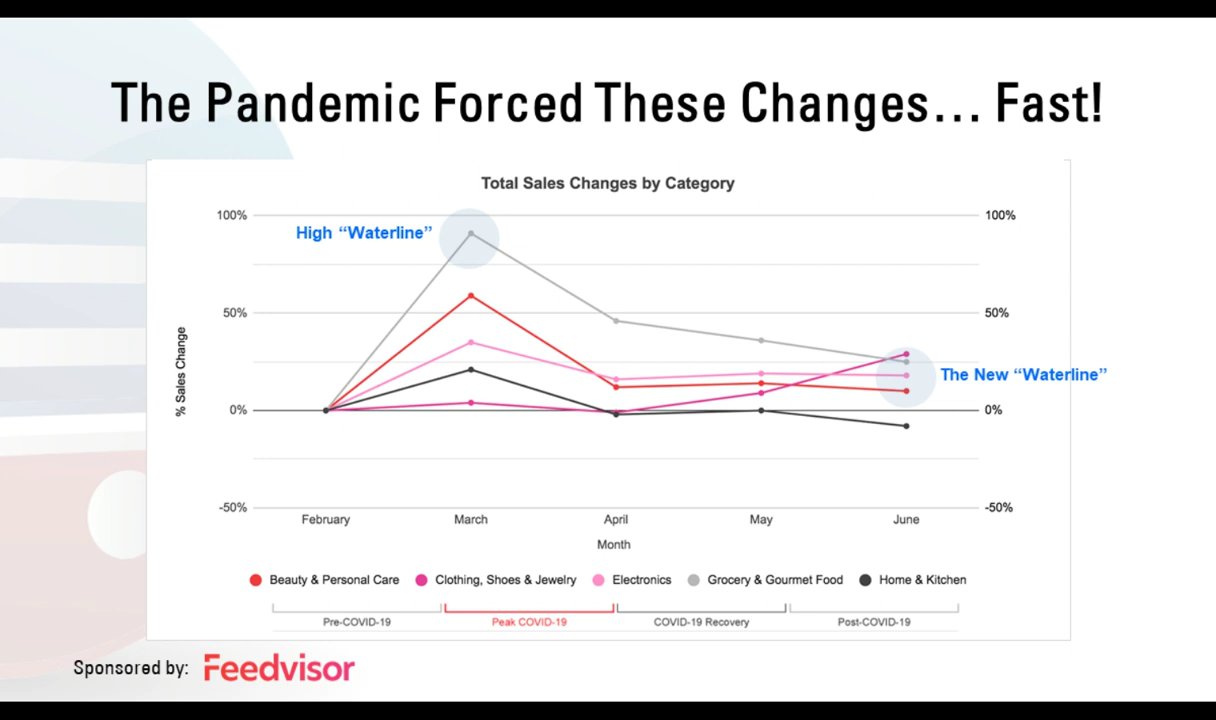 The Pandemic Forced These Changes... Fast!
Total Sales Changes by Category
100%
100%
High “Waterline”
50%
50%
% Sales Change
The New “Waterline”
0%
0%
-50%
-50%
February March April May June
Month
Beauty & Personal Care Clothing, Shoes & Jewelry Electronics Grocery & Gourmet Food Home & Kitchen
Pre-COVID-19 Peak COVID-19 COVID-19 Recovery Post-COVID-19
Sponsored by: Feedvisor